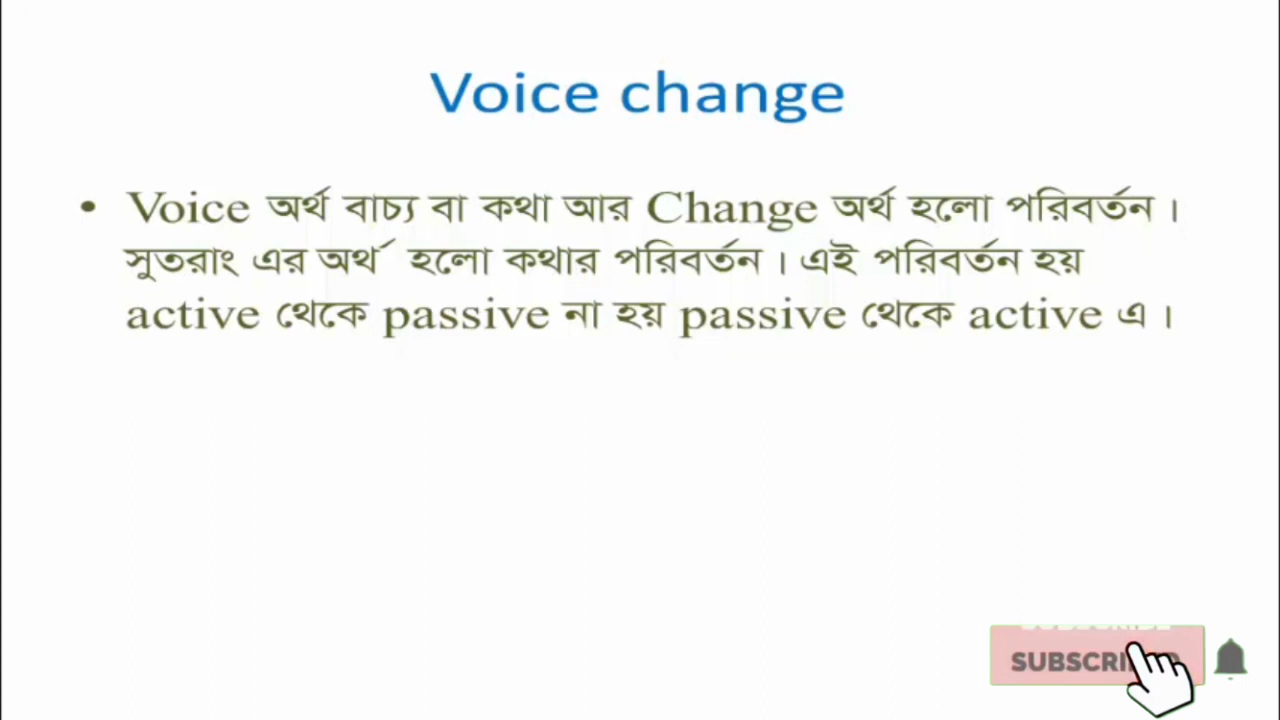 Voice change
• Voice অর্থ বাচ্য বা কথা আর Change অর্থ হলো পরিবর্তন।
সুতরাং এর অর্থ হলো কথার পরিবর্তন। এই পরিবর্তন হয়
active থেকে passive না হয় passive থেকে active এ।